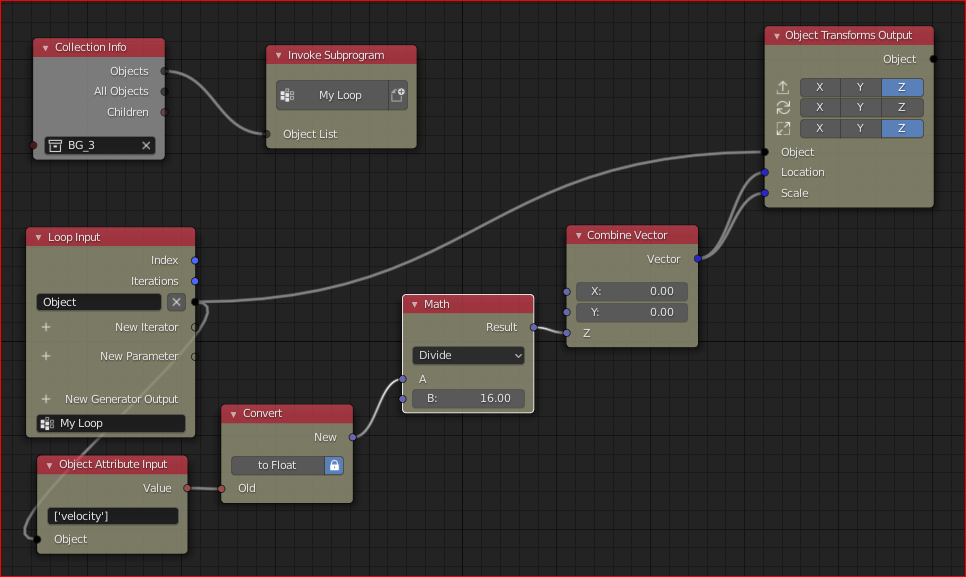 Collection Info
Objects
All Objects
Children
BG_3
Invoke Subprogram
My Loop
Object List
Object Transforms Output
Object
X Y Z
X Y Z
X Y Z
Object
Location
Scale
Loop Input
Index
Iterations
Object
New Iterator
New Parameter
New Generator Output
My Loop
Object Attribute Input
Value
['velocity']
Object
Convert
New
to Float
Old
Math
Result
Divide
A
B: 16.00
Combine Vector
Vector
X: 0.00
Y: 0.00
Z